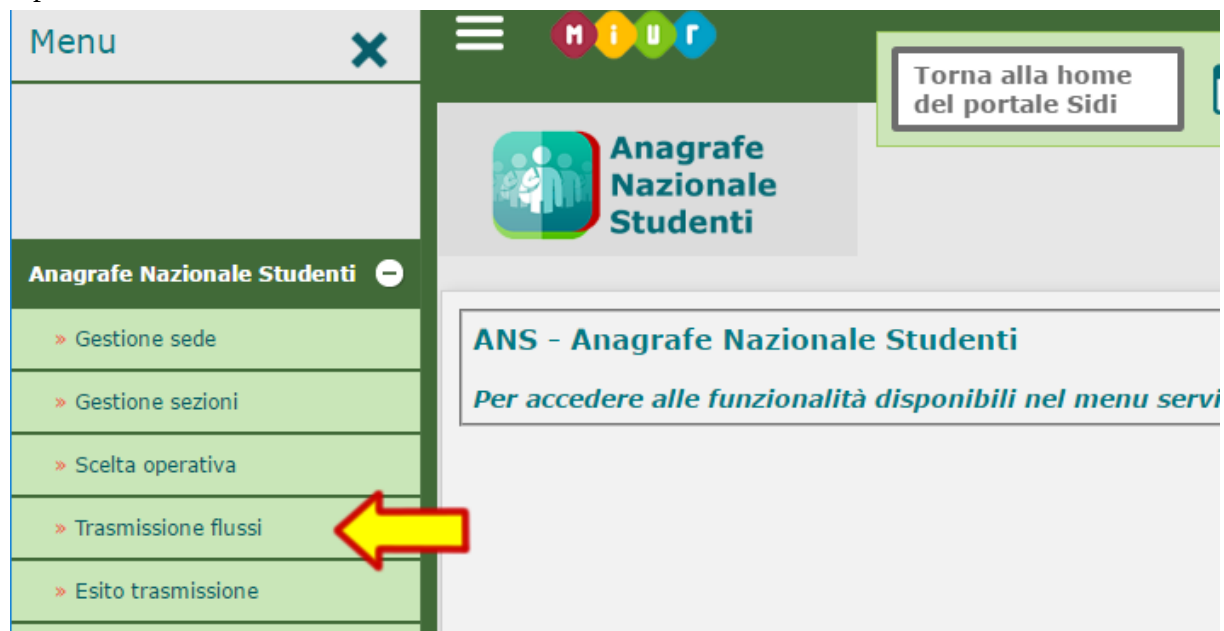 Menu
MiUr
Torna alla home
del portale Sidi
Anagrafe
Nazionale
Studenti
Anagrafe Nazionale Studenti
» Gestione sede
» Gestione sezioni
» Scelta operativa
» Trasmissione flussi
» Esito trasmissione
ANS - Anagrafe Nazionale Studenti
Per accedere alle funzionalità disponibili nel menu servi